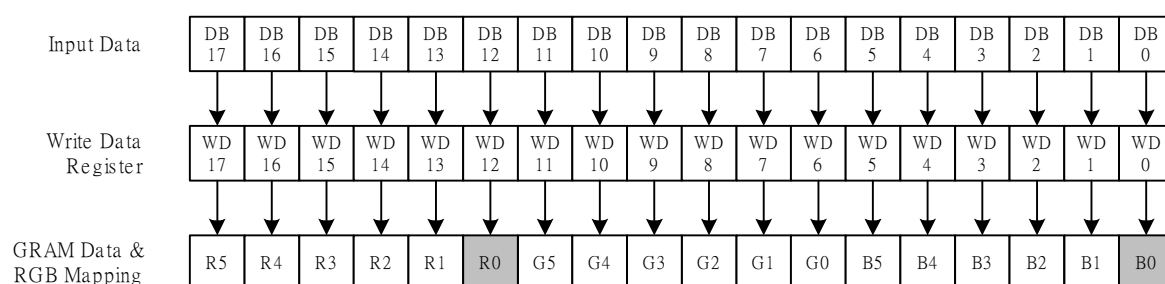 Input Data
DB DB DB DB DB DB DB DB DB DB DB DB DB DB DB DB DB DB
17 16 15 14 13 12 11 10 9 8 7 6 5 4 3 2 1 0
Write Data
Register
WD WD WD WD WD WD WD WD WD WD WD WD WD WD WD WD WD WD
17 16 15 14 13 12 11 10 9 8 7 6 5 4 3 2 1 0
GRAM Data &
RGB Mapping
R5 R4 R3 R2 R1 R0 G5 G4 G3 G2 G1 G0 B5 B4 B3 B2 B1 B0